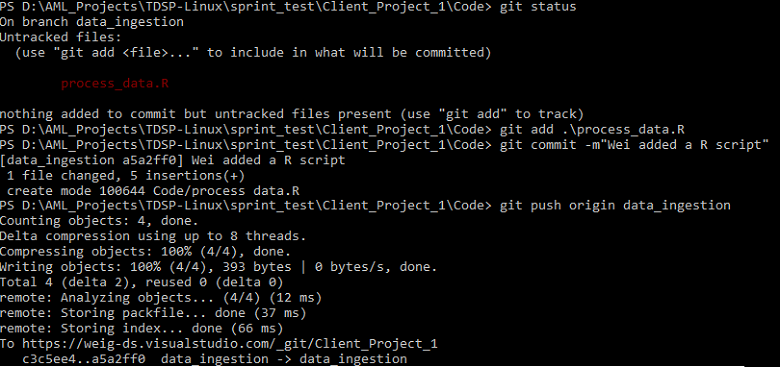 PS D:\AML_Projects\TDSP-Linux\sprint_test\Client_Project_1\Code> git status
On branch data_ingestion
Untracked files:
  (use "git add <file>..." to include in what will be committed)
        process_data.R
nothing added to commit but untracked files present (use "git add" to track)
PS D:\AML_Projects\TDSP-Linux\sprint_test\Client_Project_1\Code> git add .\process_data.R
PS D:\AML_Projects\TDSP-Linux\sprint_test\Client_Project_1\Code> git commit -m"Wei added a R script"
[data_ingestion a5a2ff0] Wei added a R script
 1 file changed, 5 insertions(+)
 create mode 100644 Code/process_data.R
PS D:\AML_Projects\TDSP-Linux\sprint_test\Client_Project_1\Code> git push origin data_ingestion
Counting objects: 4, done.
Delta compression using up to 8 threads.
Compressing objects: 100% (4/4), done.
Writing objects: 100% (4/4), 393 bytes | 0 bytes/s, done.
Total 4 (delta 2), reused 0 (delta 0)
remote: Analyzing objects... (4/4) (12 ms)
remote: Storing packfile... done (37 ms)
remote: Storing index... done (66 ms)
To https://weig-ds.visualstudio.com/_git/Client_Project_1
   c3c5ee4..a5a2ff0  data_ingestion -> data_ingestion